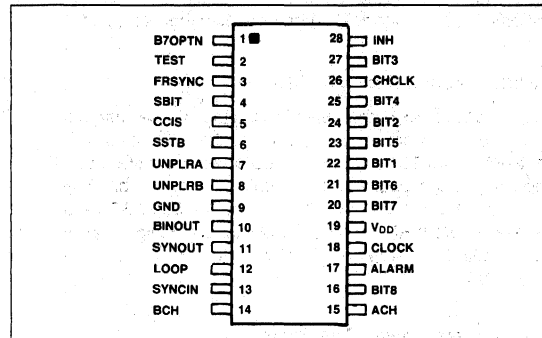 B7OPTN 1 28 INH
TEST 2 27 BIT3
FRSYNC 3 26 CHCLK
SBIT 4 25 BIT4
CCIS 5 24 BIT2
SSTB 6 23 BIT5
UNPLRA 7 22 BIT1
UNPLRB 8 21 BIT6
GND 9 20 BIT7
BINOUT 10 19 VDD
SYNOUT 11 18 CLOCK
LOOP 12 17 ALARM
SYNCIN 13 16 BIT8
BCH 14 15 ACH